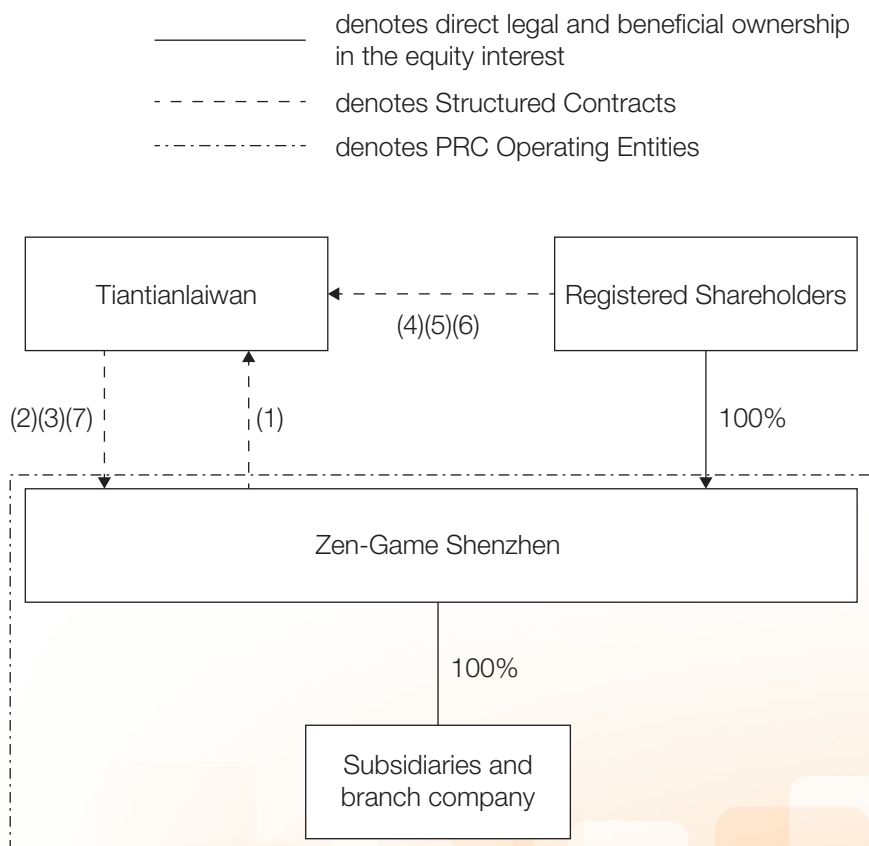 denotes direct legal and beneficial ownership
in the equity interest
denotes Structured Contracts
denotes PRC Operating Entities
Tiantianlaiwan
Registered Shareholders
(4)(5)(6)
(2)(3)(7)
(1)
100%
Zen-Game Shenzhen
100%
Subsidiaries and
branch company